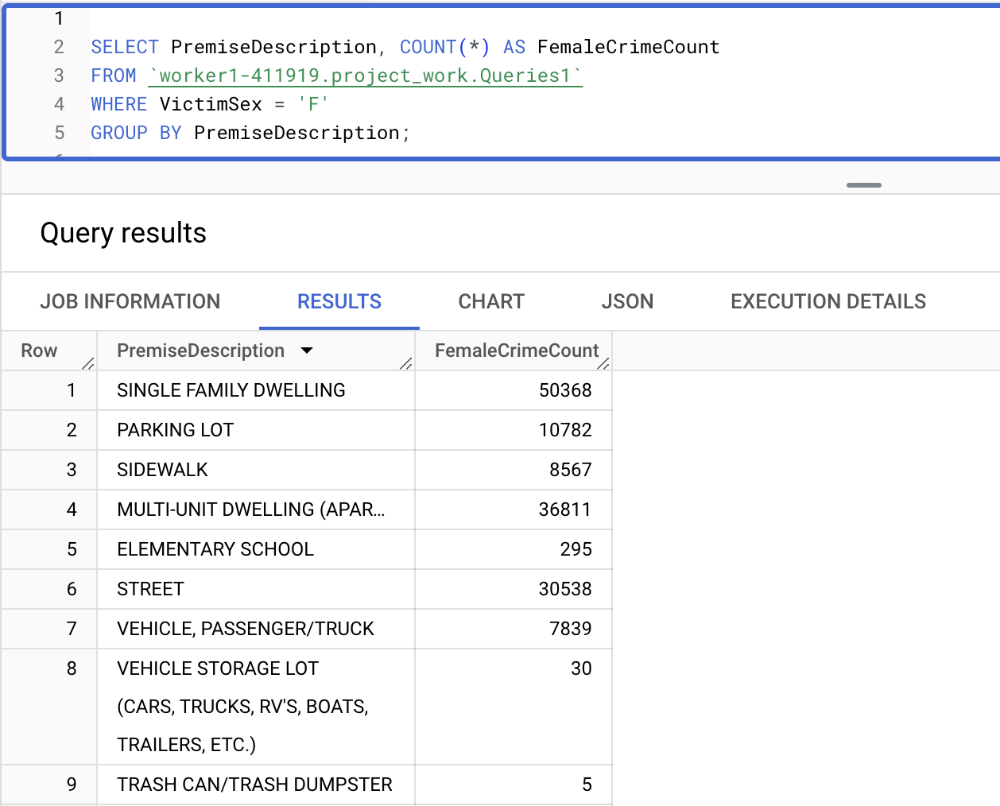 1
2 SELECT PremiseDescription, COUNT(*) AS FemaleCrimeCount
3 FROM `worker1-411919.project_work.Queries1`
4 WHERE VictimSex = 'F'
5 GROUP BY PremiseDescription;
Query results
JOB INFORMATION RESULTS CHART JSON EXECUTION DETAILS
Row PremiseDescription FemaleCrimeCount
1 SINGLE FAMILY DWELLING 50368
2 PARKING LOT 10782
3 SIDEWALK 8567
4 MULTI-UNIT DWELLING (APAR... 36811
5 ELEMENTARY SCHOOL 295
6 STREET 30538
7 VEHICLE, PASSENGER/TRUCK 7839
8 VEHICLE STORAGE LOT 30
(CARS, TRUCKS, RV'S, BOATS,
TRAILERS, ETC.)
9 TRASH CAN/TRASH DUMPSTER 5